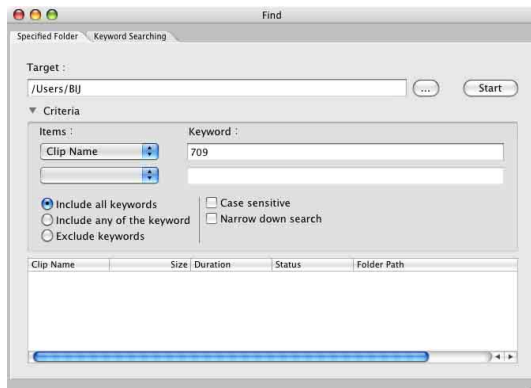 Find
Specified Folder Keyword Searching
Target :
/Users/BIJ ... Start
Criteria
Items : Keyword :
Clip Name 709
Include all keywords Case sensitive
Include any of the keyword Narrow down search
Exclude keywords
Clip Name Size Duration Status Folder Path